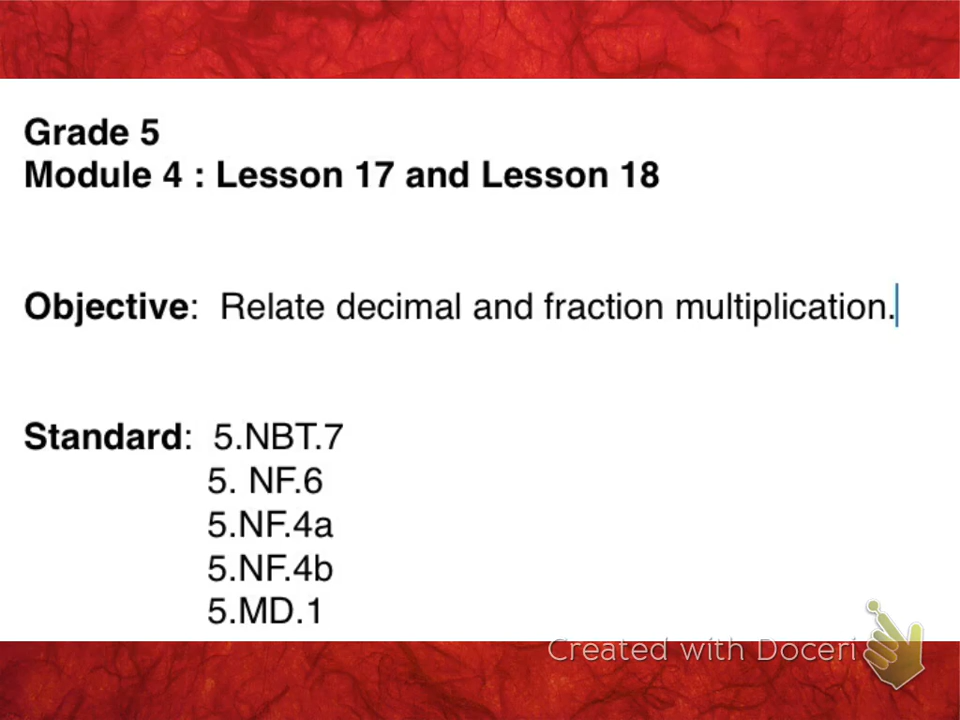 Grade 5
Module 4 : Lesson 17 and Lesson 18
Objective: Relate decimal and fraction multiplication.
Standard: 5.NBT.7
5. NF.6
5.NF.4a
5.NF.4b
5.MD.1
Created with Doceri